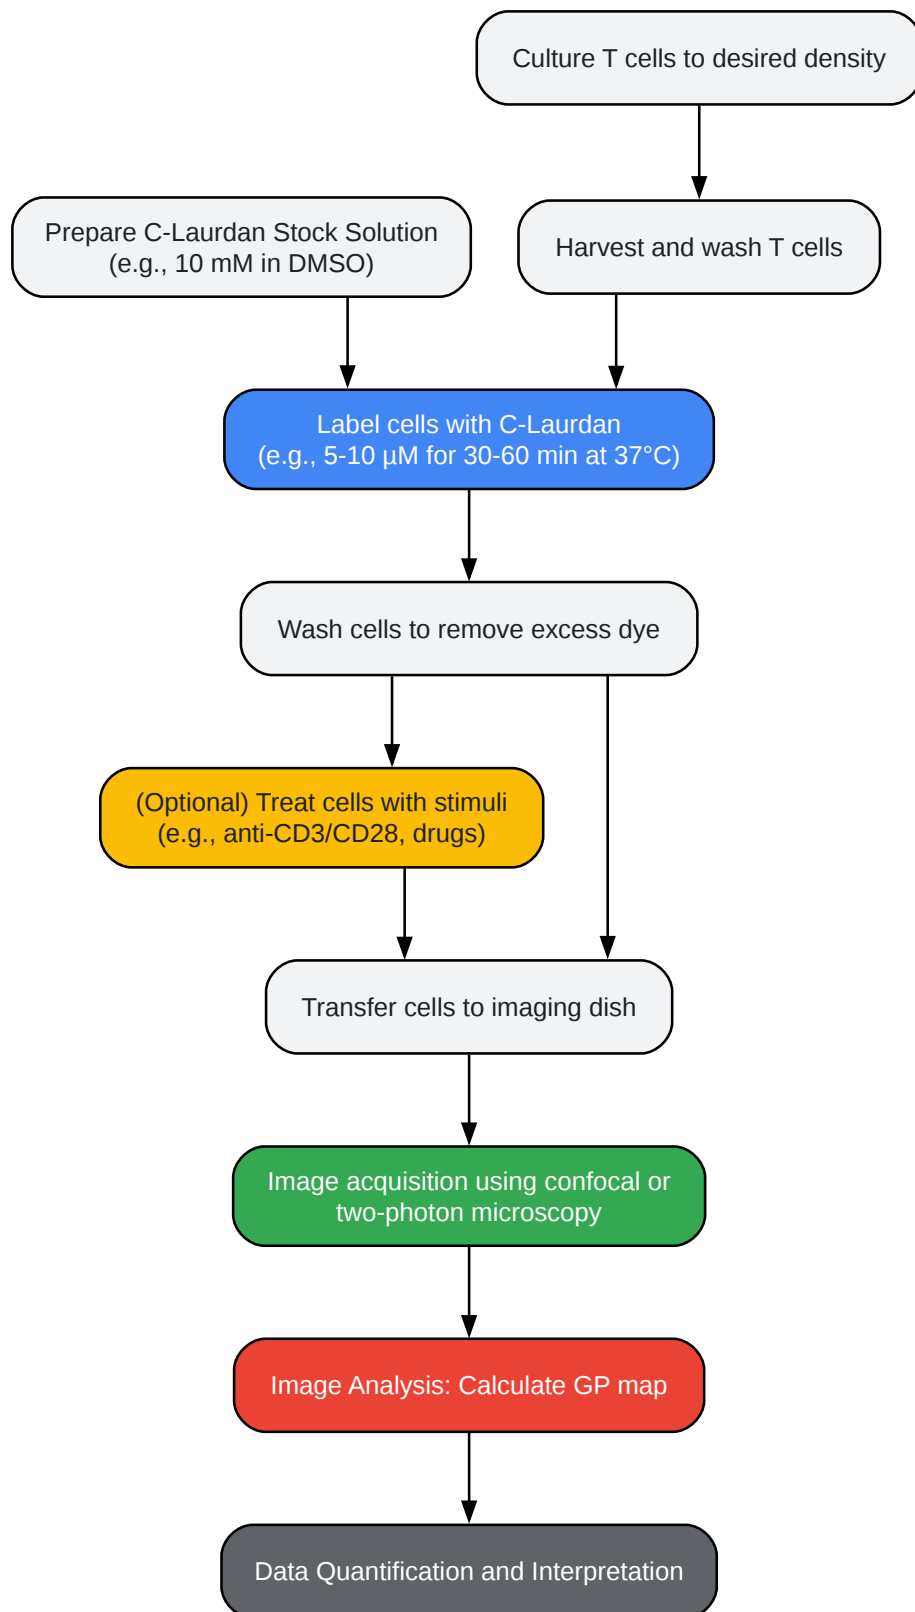 Culture T cells to desired density
Prepare C-Laurdan Stock Solution
(e.g., 10 mM in DMSO)
Harvest and wash T cells
Label cells with C-Laurdan
(e.g., 5-10 µM for 30-60 min at 37°C)
Wash cells to remove excess dye
(Optional) Treat cells with stimuli
(e.g., anti-CD3/CD28, drugs)
Transfer cells to imaging dish
Image acquisition using confocal or
two-photon microscopy
Image Analysis: Calculate GP map
Data Quantification and Interpretation